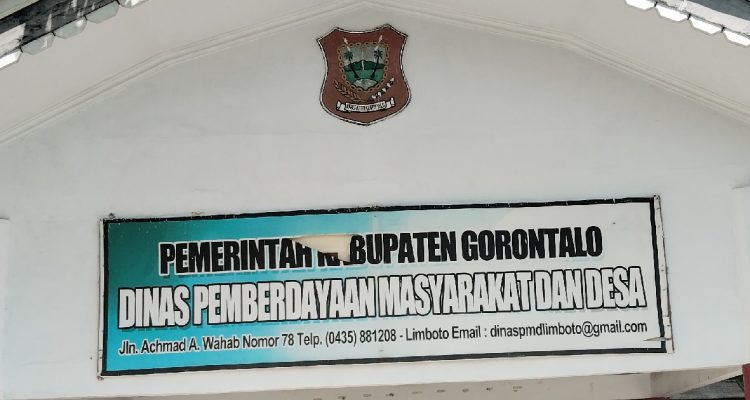 PEMERINTAH KABUPATEN GORONTALO
DINAS PEMBERDAYAAN MASYARAKAT DAN DESA
Jln. Achmad A. Wahab Nomor 78 Telp. (0435) 881208 - Limboto Email : dinaspmdlimboto@gmail.com